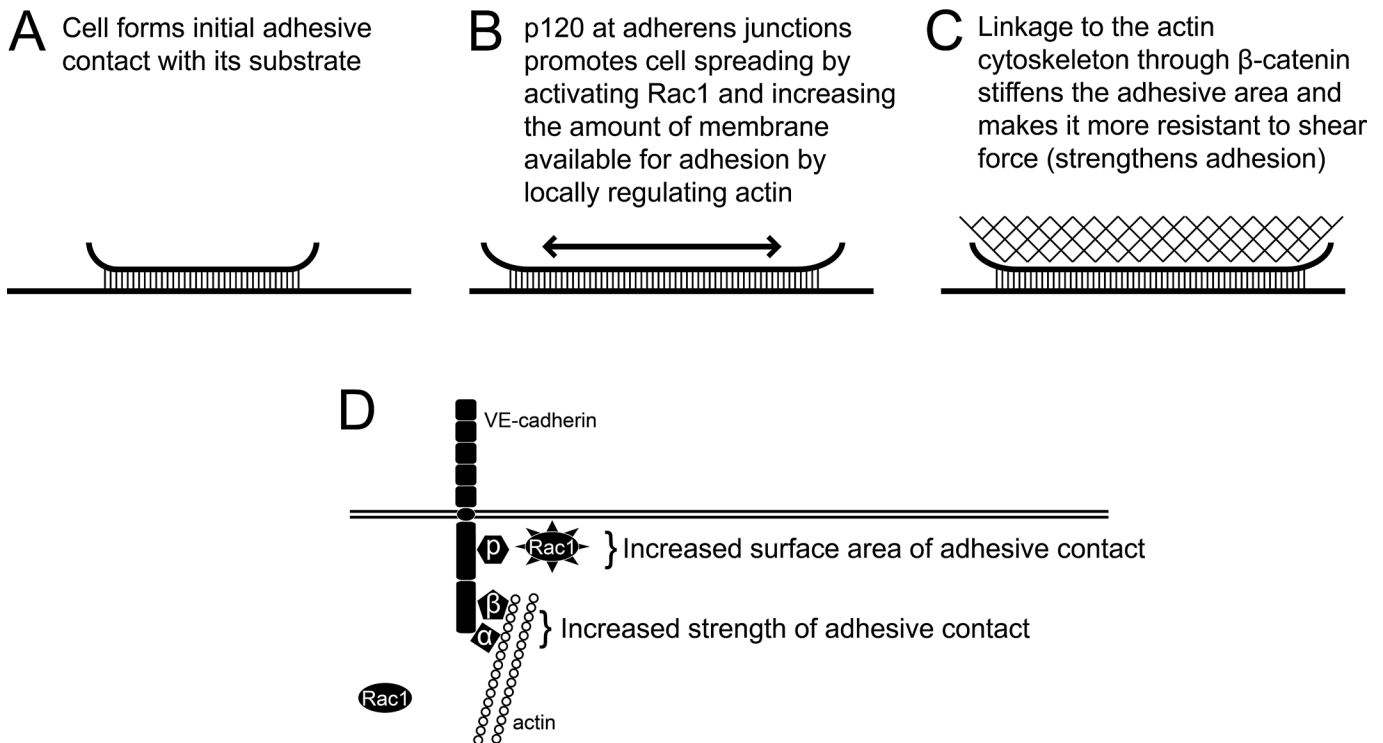 A
Cell forms initial adhesive
contact with its substrate
B
p120 at adherens junctions
promotes cell spreading by
activating Rac1 and increasing
the amount of membrane
available for adhesion by
locally regulating actin
C
Linkage to the actin
cytoskeleton through β-catenin
stiffens the adhesive area and
makes it more resistant to shear
force (strengthens adhesion)
D
VE-cadherin
p Rac1 } Increased surface area of adhesive contact
β
α } Increased strength of adhesive contact
Rac1
actin